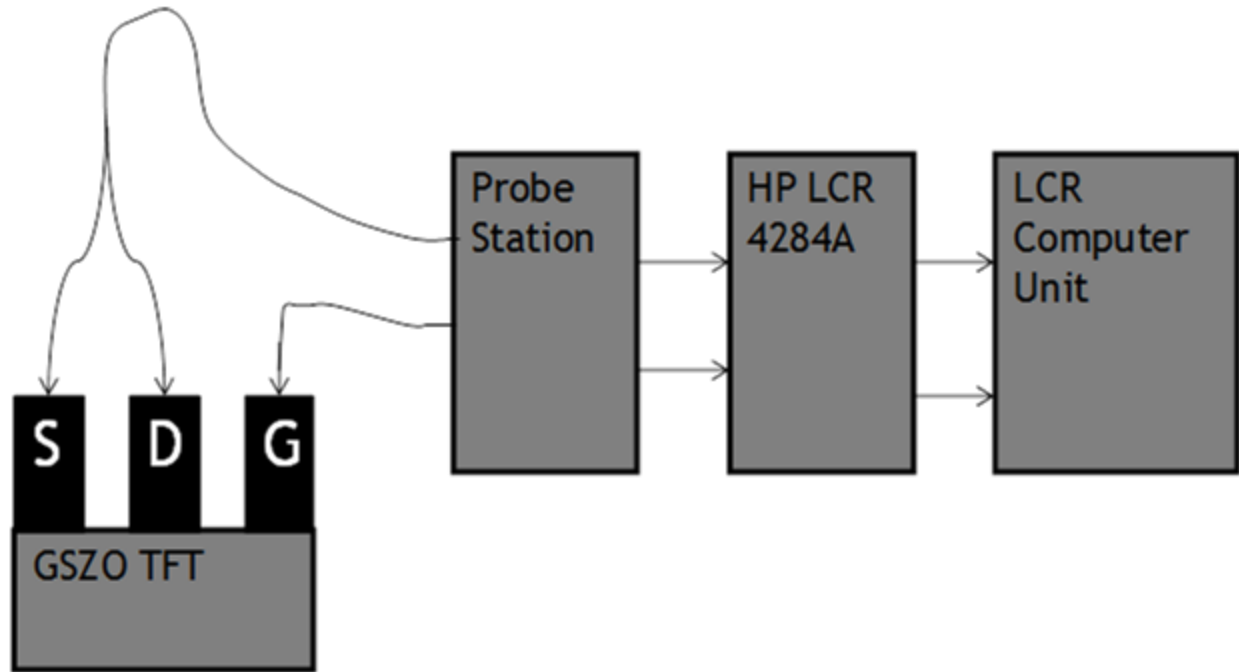 Probe
Station
HP LCR
4284A
LCR
Computer
Unit
S
D
G
GSZO TFT